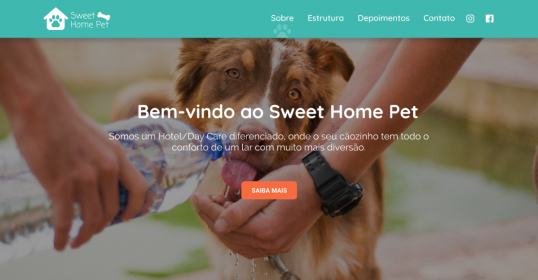 Sweet
Home Pet
Sobre Estrutura Depoimentos Contato
Bem-vindo ao Sweet Home Pet
Somos um Hotel/Day Care diferenciado, onde o seu cãozinho tem todo o
conforto de um lar com muito mais diversão.
SAIBA MAIS